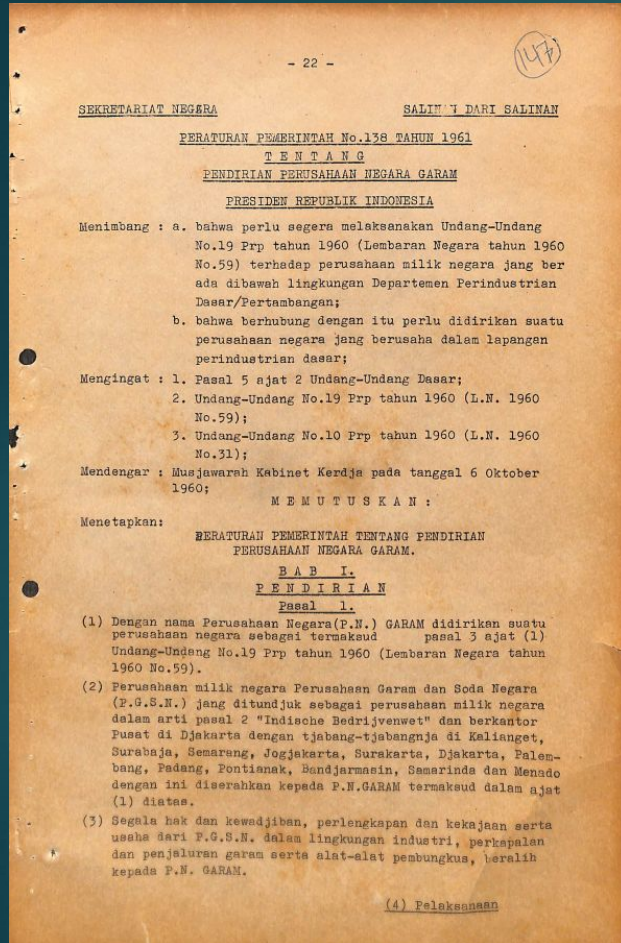 - 22 -
147
SEKRETARIAT NEGERA
SALIN DARI SALINAN
PERATURAN PEMERINTAH No.138 TAHUN 1961
T E N T A N G
PENDIRIAN PERUSAHAAN NEGARA GARAM
PRESIDEN REPUBLIK INDONESIA
Menimbang : a. bahwa perlu segera melaksanakan Undang-Undang
No.19 Prp tahun 1960 (Lembaran Negara tahun 1960
No.59) terhadap perusahaan milik negara jang ber
ada dibawah lingkungan Departemen Perindustrian
Dasar/Pertambangan;
b. bahwa berhubung dengan itu perlu didirikan suatu
perusahaan negara jang berusaha dalam lapangan
perindustrian dasar;
Mengingat : 1. Pasal 5 ajat 2 Undang-Undang Dasar;
2. Undang-Undang No.19 Prp tahun 1960 (L.N. 1960
No.59);
3. Undang-Undang No.10 Prp tahun 1960 (L.N. 1960
No.31);
Mendengar : Musjawarah Kabinet Kerdja pada tanggal 6 Oktober
1960;
M E M U T U S K A N :
Menetapkan:
PERATURAN PEMERINTAH TENTANG PENDIRIAN
PERUSAHAAN NEGARA GARAM.
B A B I.
P E N D I R I A N
Pasal 1.
(1) Dengan nama Perusahaan Negara(P.N.) GARAM didirikan suatu
perusahaan negara sebagai termaksud pasal 3 ajat (1)
Undang-Undang No.19 Prp tahun 1960 (Lembaran Negara tahun
1960 No.59).
(2) Perusahaan milik negara Perusahaan Garam dan Soda Negara
(P.G.S.N.) jang ditundjuk sebagai perusahaan milik negara
dalam arti pasal 2 "Indische Bedrijvenwet" dan berkantor
Pusat di Djakarta dengan tjabang-tjabangnja di Kalianget,
Surabaja, Semarang, Jogjakarta, Surakarta, Djakarta, Palem-
bang, Padang, Pontianak, Bandjarmasin, Samarinda dan Menado
dengan ini diserahkan kepada P.N.GARAM termaksud dalam ajat
(1) diatas.
(3) Segala hak dan kewadjiban, perlengkapan dan kekajaan serta
usaha dari P.G.S.N. dalam lingkungan industri, perkapalan
dan penjaluran garam serta alat-alat pembungkus, beralih
kepada P.N. GARAM.
(4) Pelaksanaan